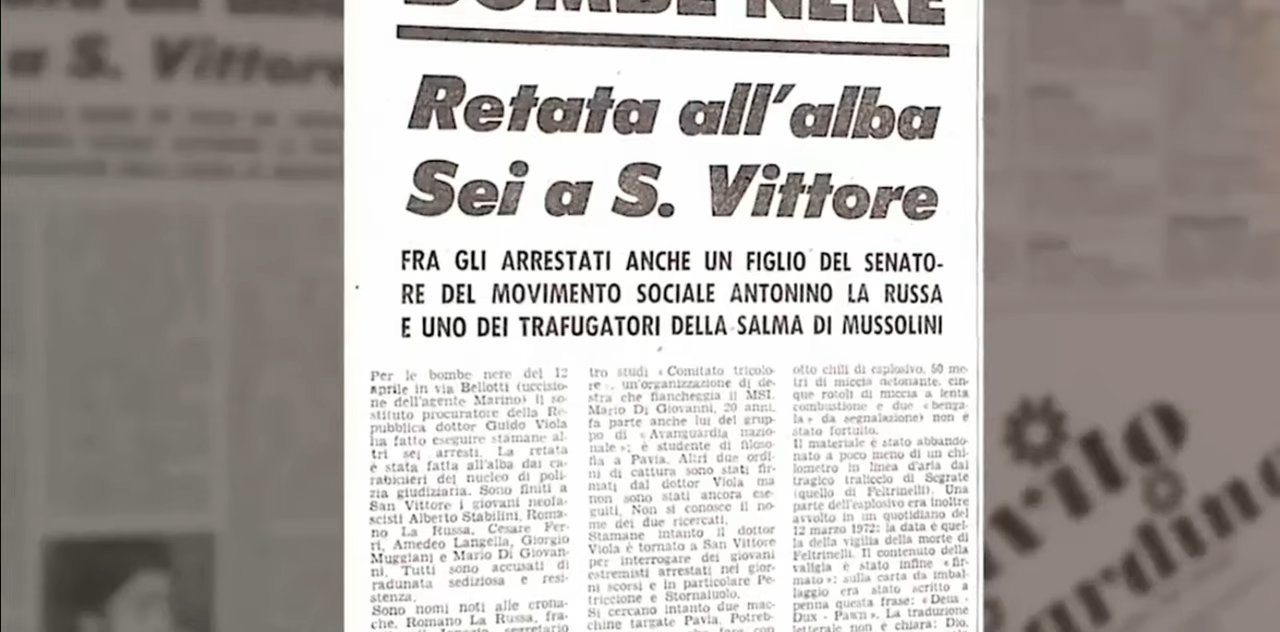 BOMBE NERE
Retata all'alba
Sei a S. Vittore
FRA GLI ARRESTATI ANCHE UN FIGLIO DEL SENATO-
RE DEL MOVIMENTO SOCIALE ANTONINO LA RUSSA
E UNO DEI TRAFUGATORI DELLA SALMA DI MUSSOLINI
Per le bombe nere del 12
aprile in via Bellotti (uccisio-
ne dell'agente Marino) il so-
stituto procuratore della Re-
pubblica dottor Guido Viola
ha fatto eseguire stamane al-
tri sei arresti. La retata
è stata fatta all'alba dai ca-
rabinieri del nucleo di poli-
zia giudiziaria. Sono finiti a
San Vittore i giovani neofa-
scisti Alberto Stabilini, Roma-
no La Russa, Cesare Fer-
ri, Amedeo Langella, Giorgio
Muggiani e Mario Di Giovan-
ni. Tutti sono accusati di
radunata sediziosa e resi-
stenza.
Sono nomi noti alle crona-
che. Romano La Russa, fra-
tro studi «Comitato tricolo-
re», un'organizzazione di de-
stra che fiancheggia il MSI.
Mario Di Giovanni, 20 anni,
fa parte anche lui del grup-
po di «Avanguardia nazio-
nale»; è studente di filoso-
fia a Pavia. Altri due ordi-
ni di cattura sono stati fir-
mati dal dottor Viola ma
non sono stati ancora ese-
guiti. Non si conosce il no-
me dei due ricercati.
Stamane intanto il dottor
Viola è tornato a San Vittore
per interrogare dei giovani
estremisti arrestati nei gior-
ni scorsi e in particolare Pe-
triccione e Stornaluolo.
Si cercano intanto due mac-
chine targate Pavia. Potreb-
otto chili di esplosivo, 50 me-
tri di miccia detonante, cin-
que rotoli di miccia a lenta
combustione e due «benga-
la» da segnalazione) non è
stato fortuito.
Il materiale è stato abbando-
nato a poco meno di un chi-
lometro in linea d'aria dal
tragico traliccio di Segrate
(quello di Feltrinelli). Una
parte dell'esplosivo era inoltre
avvolto in un quotidiano del
12 marzo 1972: la data è quel-
la della vigilia della morte di
Feltrinelli. Il contenuto della
valigia è stato infine «fir-
mato»: sulla carta da imbal-
laggio era stato scritto a
penna questa frase: «Deus -
Dux - Pawn». La traduzione
letterale non è chiara: Dio,
a S. Vittore